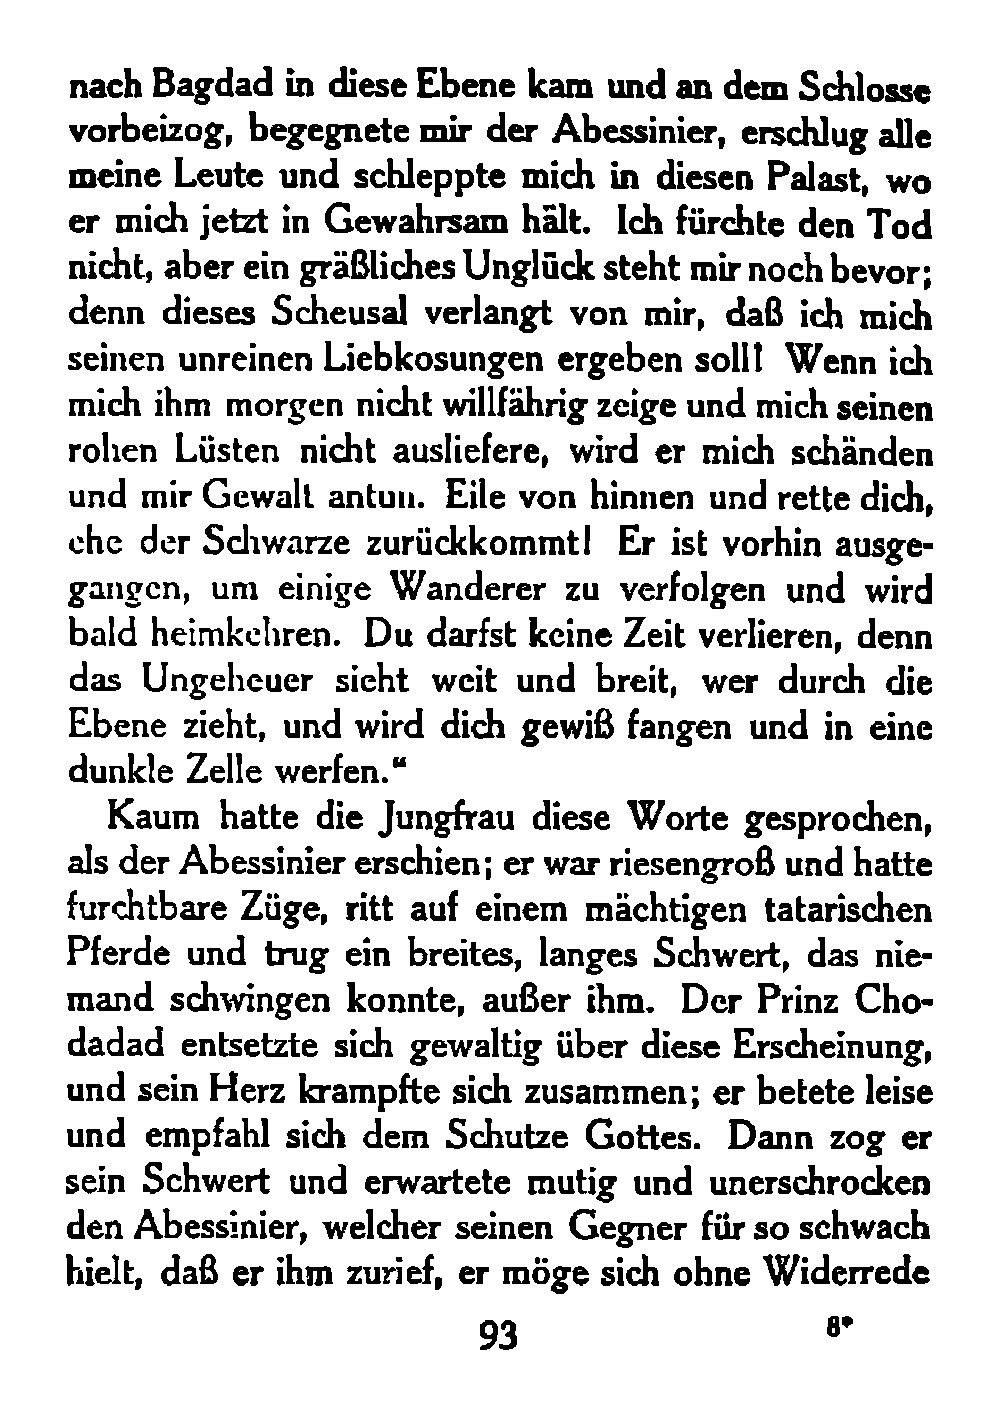 nach Bagdad in diese Ebene kam und an dem Schlosse
vorbeizog, begegnete mir der Abessinier, erschlug alle
meine Leute und schleppte mich in diesen Palast, wo
er mich jetzt in Gewahrsam hält. Ich fürchte den Tod
nicht, aber ein gräßliches Unglück steht mir noch bevor;
denn dieses Scheusal verlangt von mir, daß ich mich
seinen unreinen Liebkosungen ergeben soll! Wenn ich
mich ihm morgen nicht willfährig zeige und mich seinen
rohen Lüsten nicht ausliefere, wird er mich schänden
und mir Gewalt antun. Eile von hinnen und rette dich,
ehe der Schwarze zurückkommt! Er ist vorhin ausge-
gangen, um einige Wanderer zu verfolgen und wird
bald heimkehren. Du darfst keine Zeit verlieren, denn
das Ungeheuer sieht weit und breit, wer durch die
Ebene zieht, und wird dich gewiß fangen und in eine
dunkle Zelle werfen.“
Kaum hatte die Jungfrau diese Worte gesprochen,
als der Abessinier erschien; er war riesengroß und hatte
furchtbare Züge, ritt auf einem mächtigen tatarischen
Pferde und trug ein breites, langes Schwert, das nie-
mand schwingen konnte, außer ihm. Der Prinz Cho-
dadad entsetzte sich gewaltig über diese Erscheinung,
und sein Herz krampfte sich zusammen; er betete leise
und empfahl sich dem Schutze Gottes. Dann zog er
sein Schwert und erwartete mutig und unerschrocken
den Abessinier, welcher seinen Gegner für so schwach
hielt, daß er ihm zurief, er möge sich ohne Widerrede
93 8*